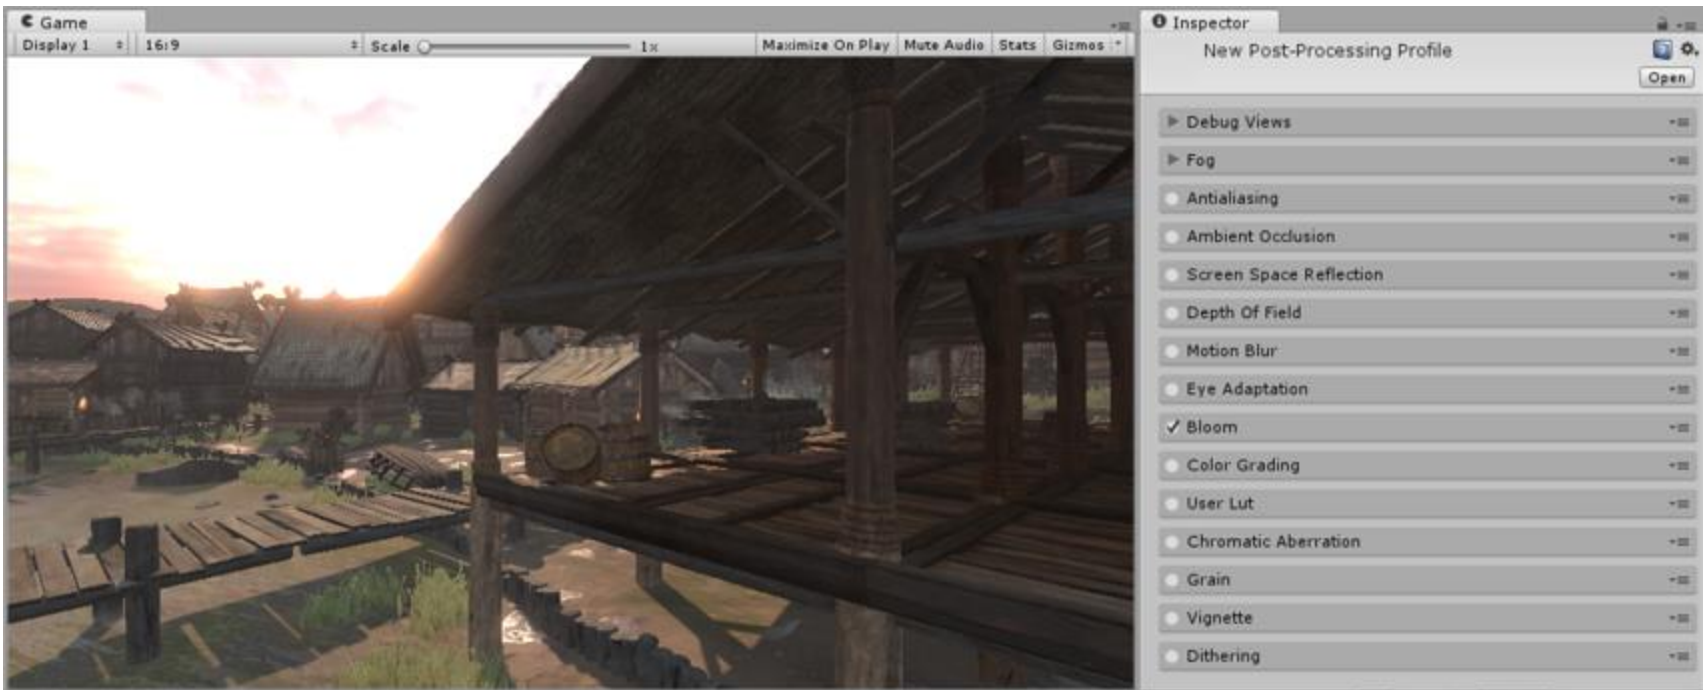 Game
Display 1 16:9 Scale 1x Maximize On Play Mute Audio Stats Gizmos
Inspector
New Post-Processing Profile
Open
Debug Views
Fog
Antialiasing
Ambient Occlusion
Screen Space Reflection
Depth Of Field
Motion Blur
Eye Adaptation
Bloom
Color Grading
User Lut
Chromatic Aberration
Grain
Vignette
Dithering